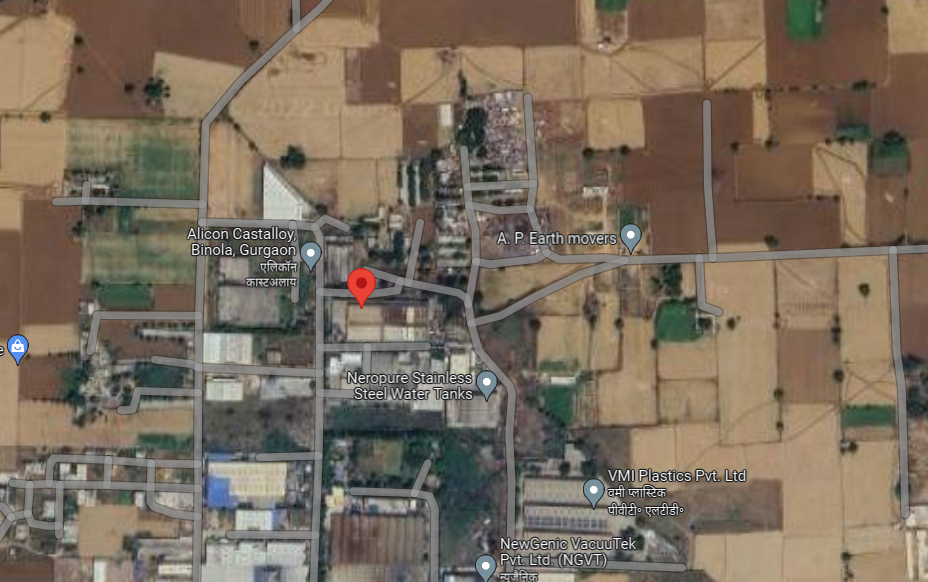 Alicon Castalloy,
Binola, Gurgaon
एलिकॉन
कास्टअलाय
A. P. Earth movers
e
Neropure Stainless
Steel Water Tanks
VMI Plastics Pvt. Ltd
वमी प्लास्टिक
पीवीटी॰ एलटीडी॰
NewGenic VacuuTek
Pvt. Ltd. (NGVT)